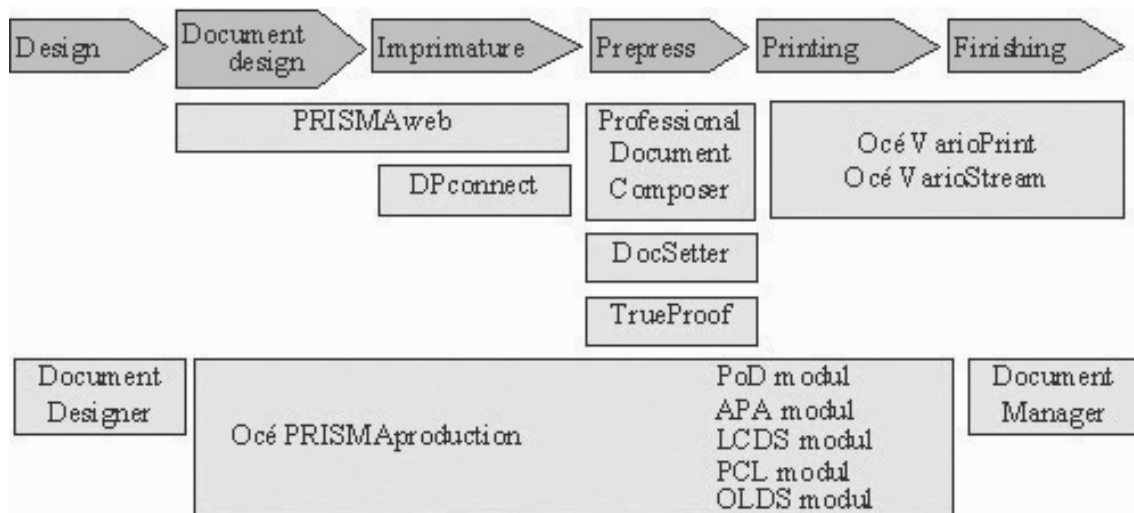 Design
Document
design
Imprimature
Prepress
Printing
Finishing
PRISMAweb
DPconnect
Professional
Document
Composer
DocSetter
TrueProof
Océ VarioPrint
Océ VarioStream
Document
Designer
Océ PRISMAproduction
PoD modul
APA modul
LCDS modul
PCL modul
OLDS modul
Document
Manager